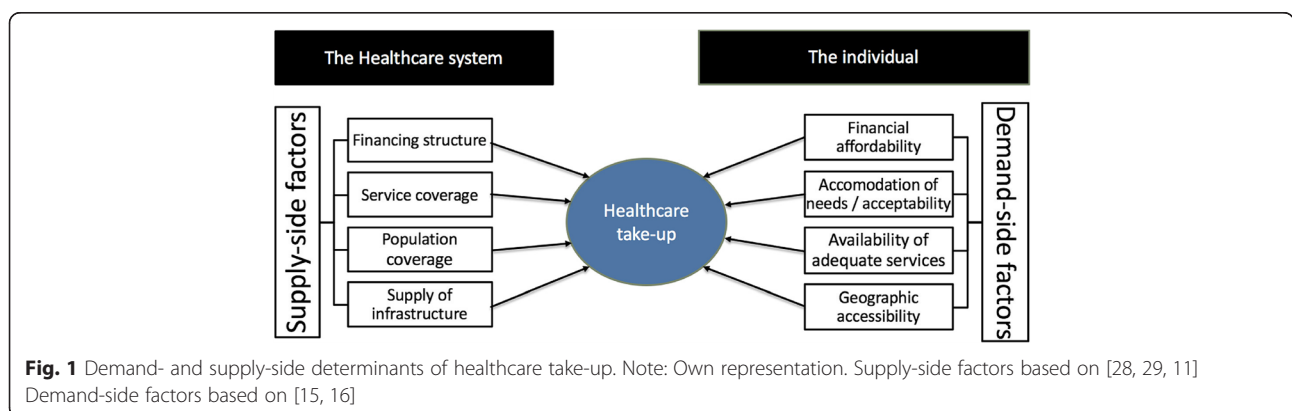 The Healthcare system
The individual
Supply-side factors
Financing structure
Service coverage
Population
coverage
Supply of
infrastructure
Healthcare
take-up
Financial
affordability
Accomodation of
needs / acceptability
Availability of
adequate services
Geographic
accessibility
Demand-side factors
Fig. 1 Demand- and supply-side determinants of healthcare take-up. Note: Own representation. Supply-side factors based on [28, 29, 11]
Demand-side factors based on [15, 16]